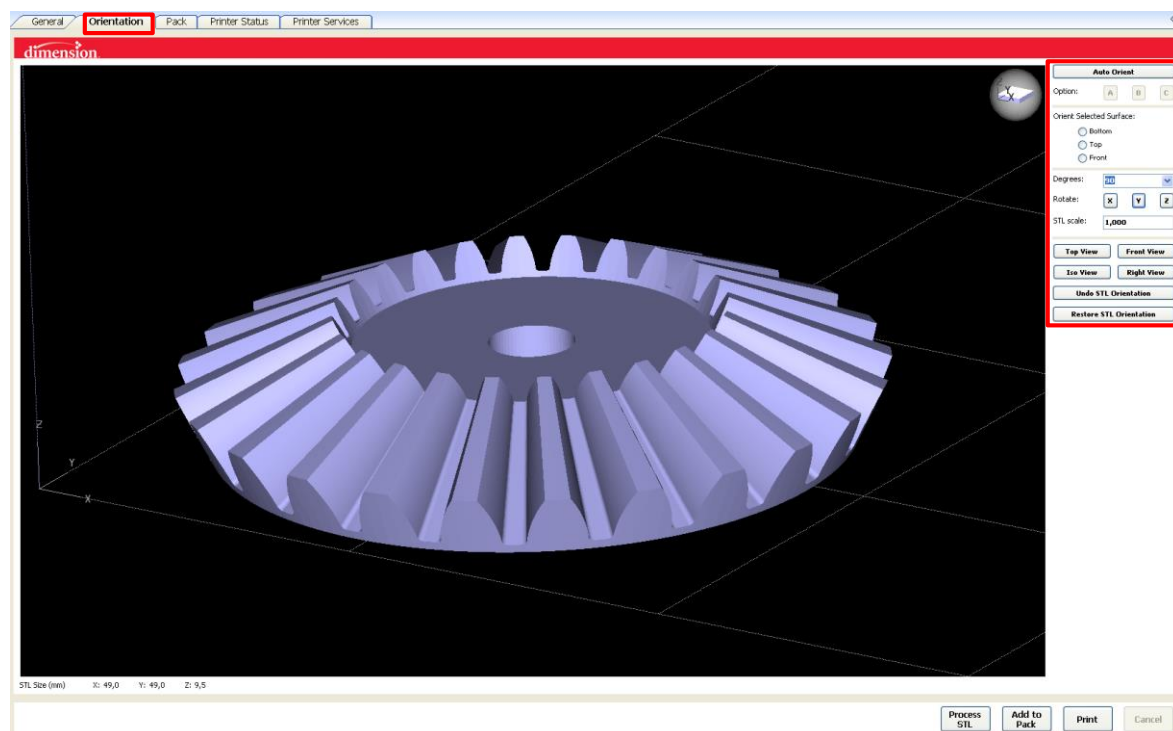 General Orientation Pack Printer Status Printer Services
dimension
Auto Orient
Option: A B C
Orient Selected Surface:
Bottom
Top
Front
Degrees: 90
Rotate: X Y Z
STL scale: 1,000
Top View Front View
Iso View Right View
Undo STL Orientation
Restore STL Orientation
Y
X
Z
Y
X
STL Size (mm) X: 49,0 Y: 49,0 Z: 9,5
Process STL Add to Pack Print Cancel